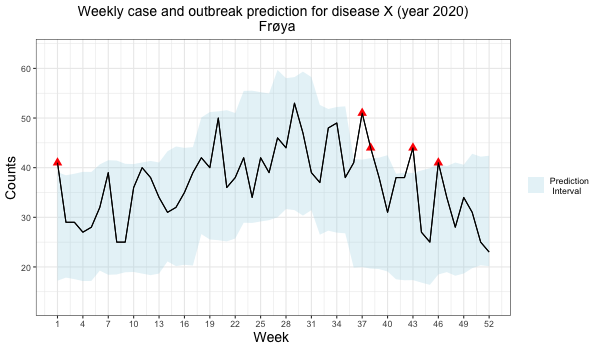 Weekly case and outbreak prediction for disease X (year 2020)
Frøya
60
50
40
30
20
Counts
1 4 7 10 13 16 19 22 25 28 31 34 37 40 43 46 49 52
Week
Prediction
Interval